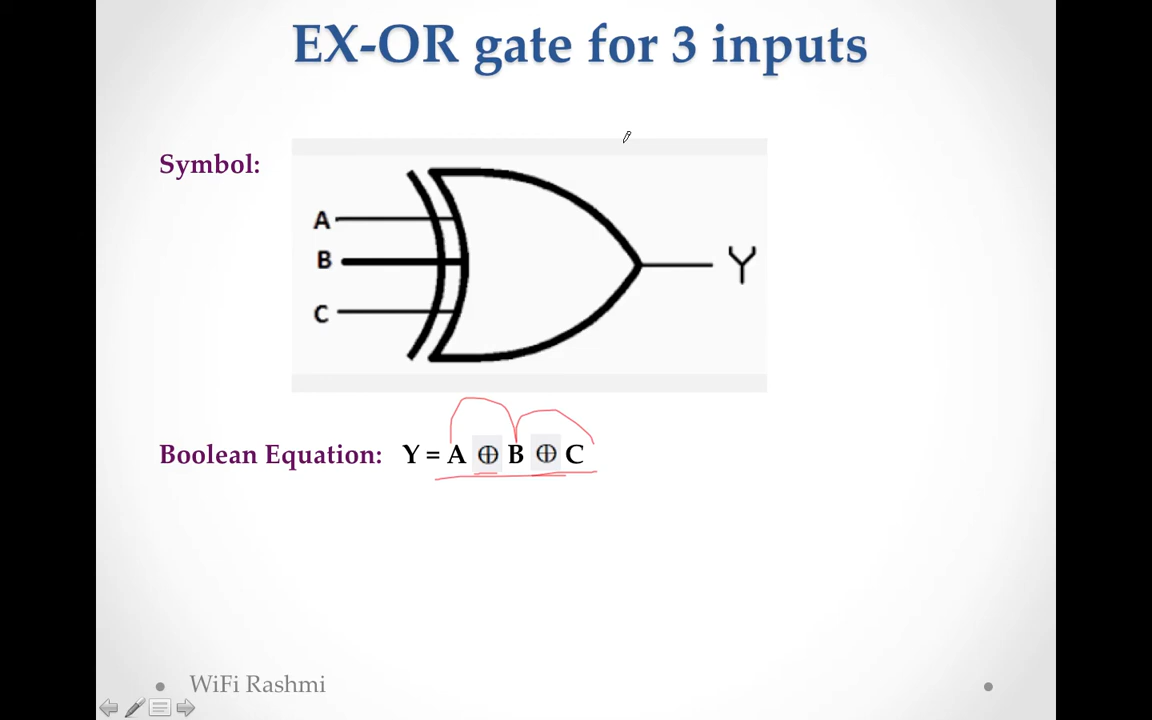 EX-OR gate for 3 inputs
Symbol:
A
B
Y
C
Boolean Equation: Y = A ⊕ B ⊕ C
WiFi Rashmi